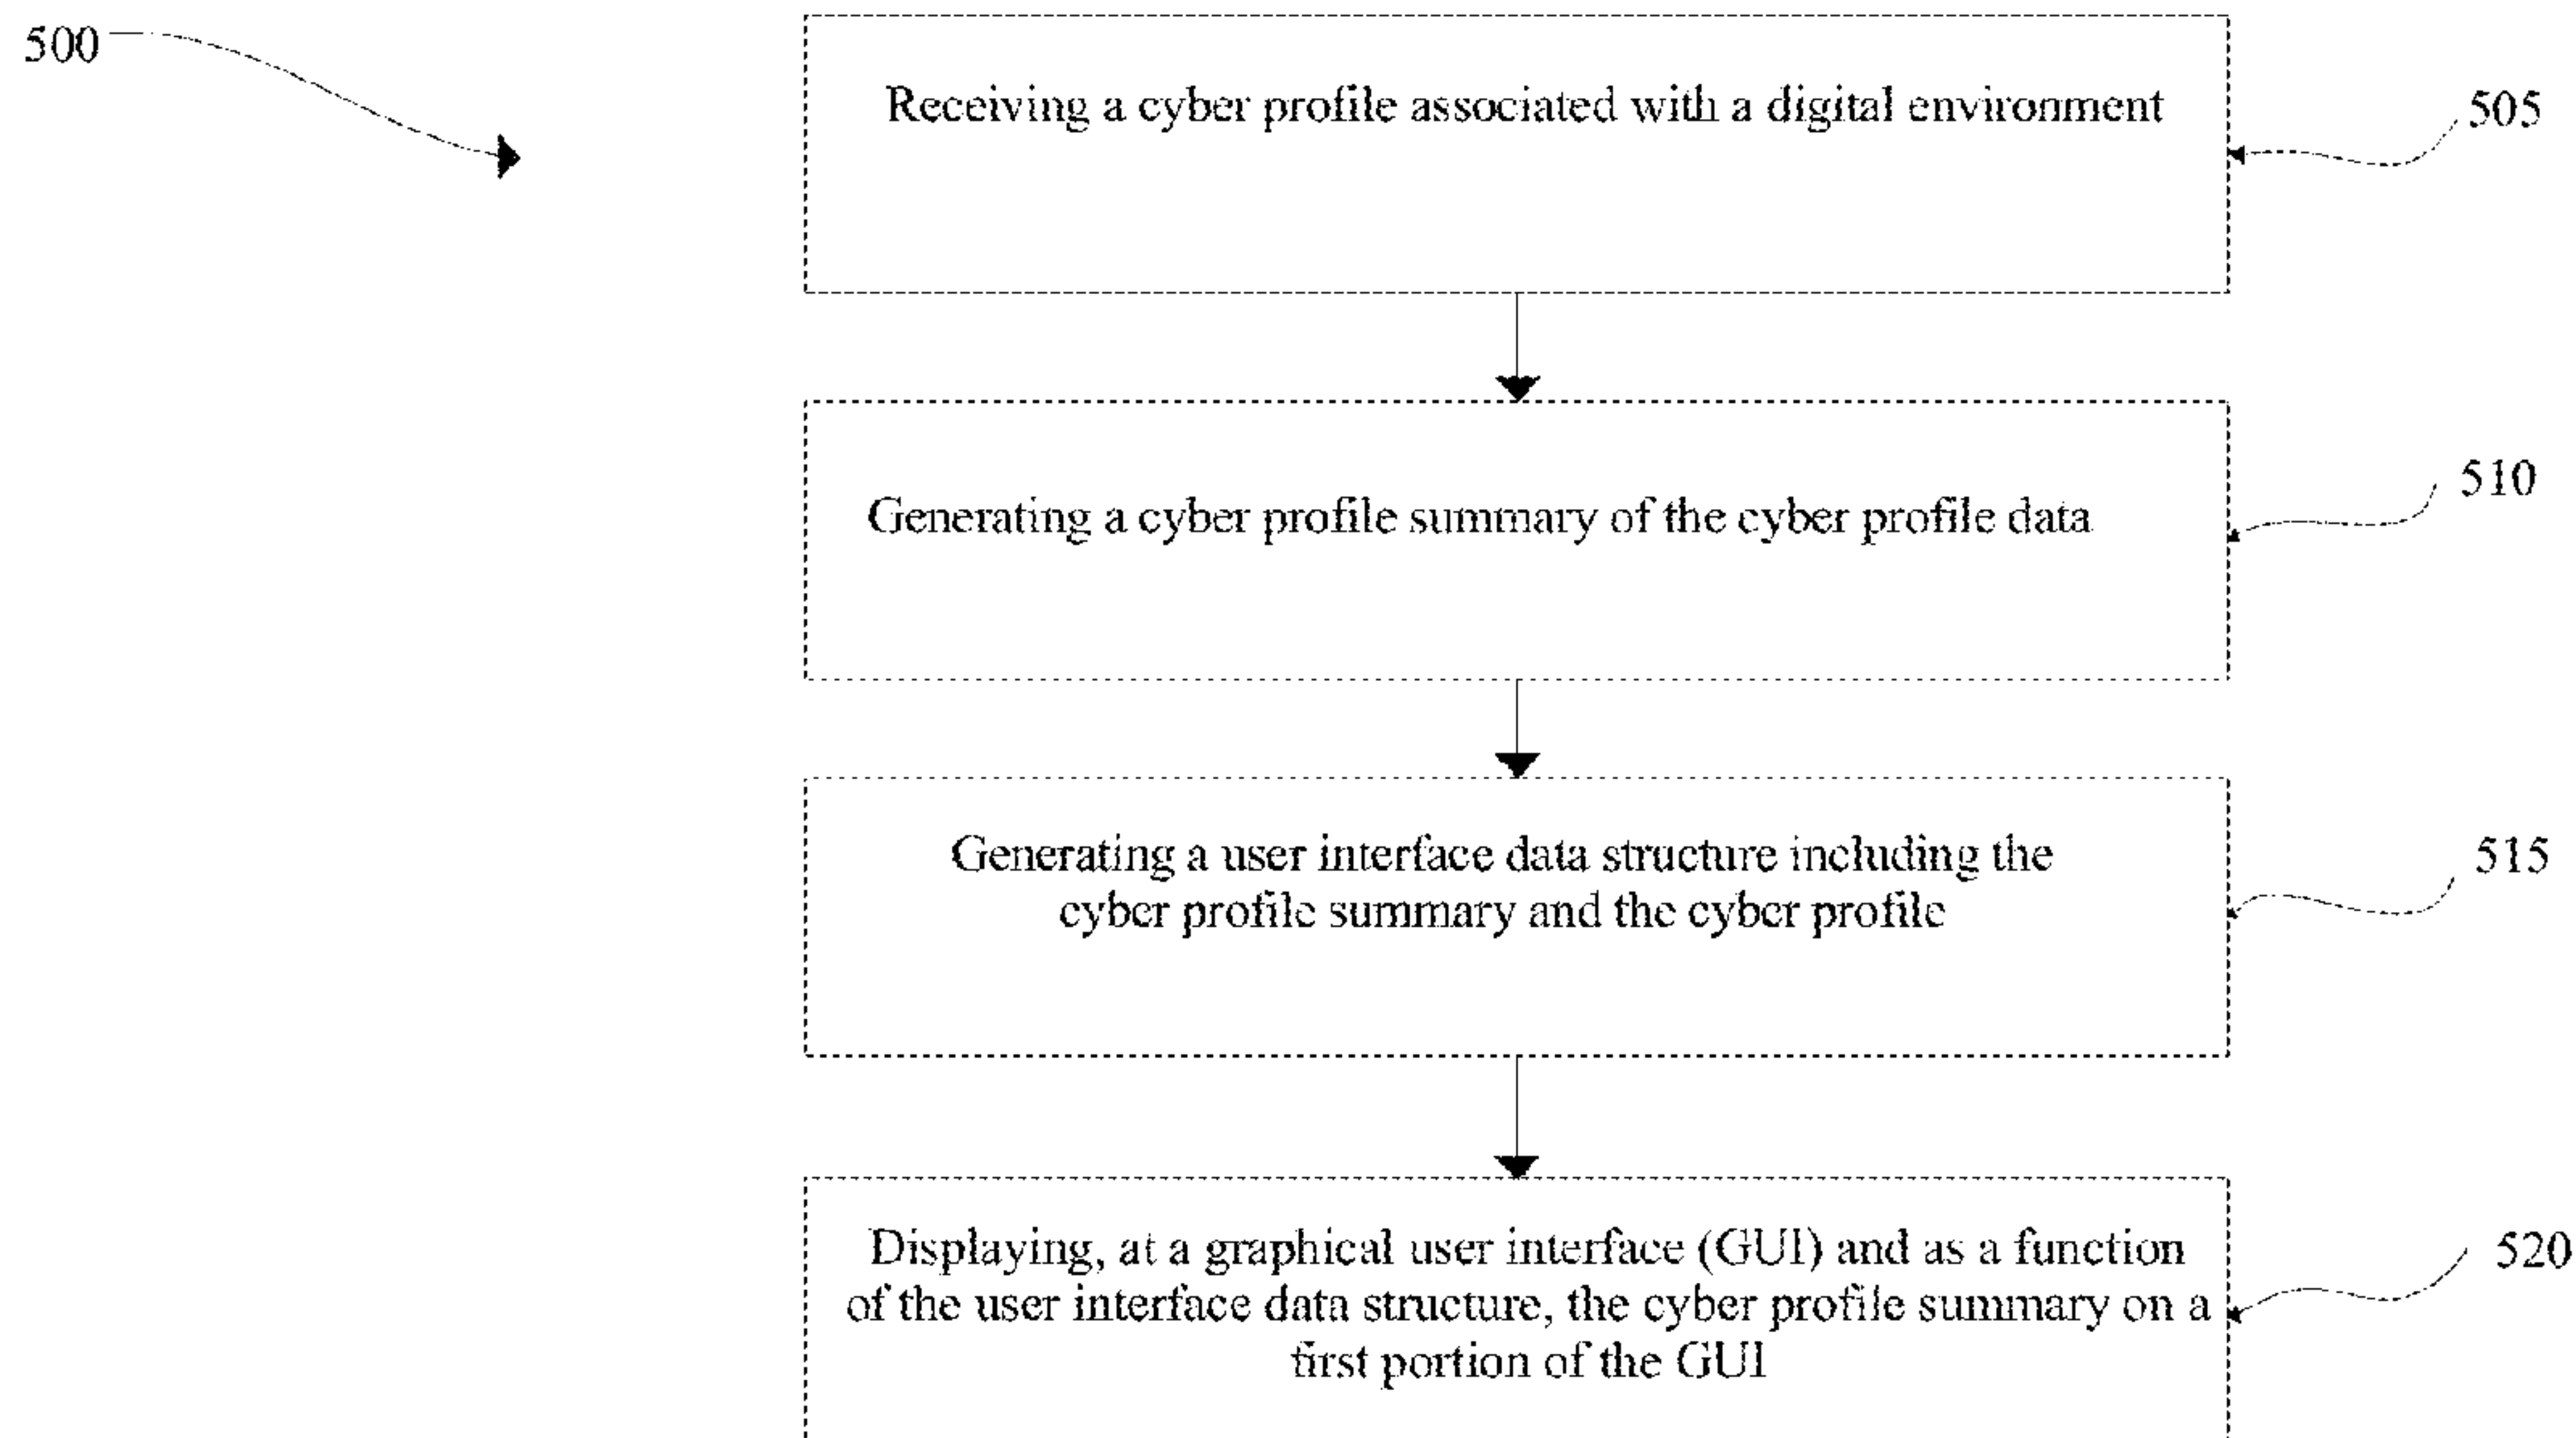 500
Receiving a cyber profile associated with a digital environment
505
Generating a cyber profile summary of the cyber profile data
510
Generating a user interface data structure including the
cyber profile summary and the cyber profile
515
Displaying, at a graphical user interface (GUI) and as a function
of the user interface data structure, the cyber profile summary on a
first portion of the GUI
520